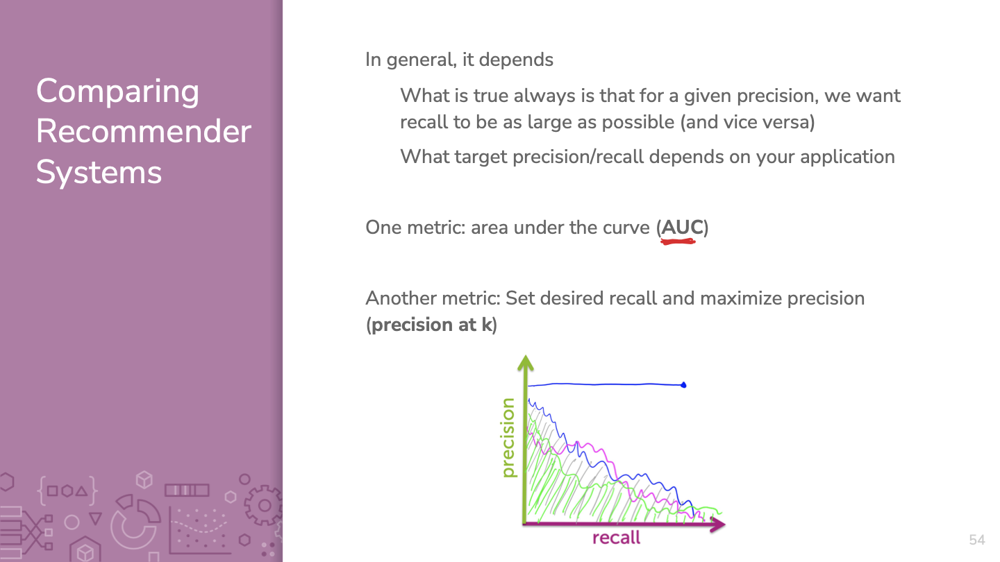 Comparing
Recommender
Systems
In general, it depends
What is true always is that for a given precision, we want
recall to be as large as possible (and vice versa)
What target precision/recall depends on your application
One metric: area under the curve (AUC)
Another metric: Set desired recall and maximize precision
(precision at k)
precision
recall
54